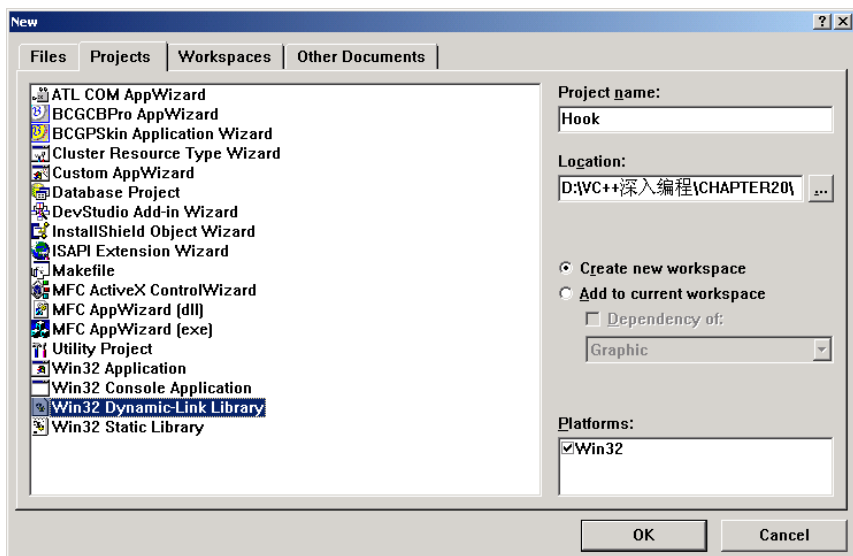 New
Files Projects Workspaces Other Documents
ATL COM AppWizard
BCGCBPro AppWizard
BCGPSkin Application Wizard
Cluster Resource Type Wizard
Custom AppWizard
Database Project
DevStudio Add-in Wizard
InstallShield Object Wizard
ISAPI Extension Wizard
Makefile
MFC ActiveX ControlWizard
MFC AppWizard (dll)
MFC AppWizard (exe)
Utility Project
Win32 Application
Win32 Console Application
Win32 Dynamic-Link Library
Win32 Static Library
Project name:
Hook
Location:
D:\VC++深入编程\CHAPTER20\
...
Create new workspace
Add to current workspace
Dependency of:
Graphic
Platforms:
Win32
OK Cancel